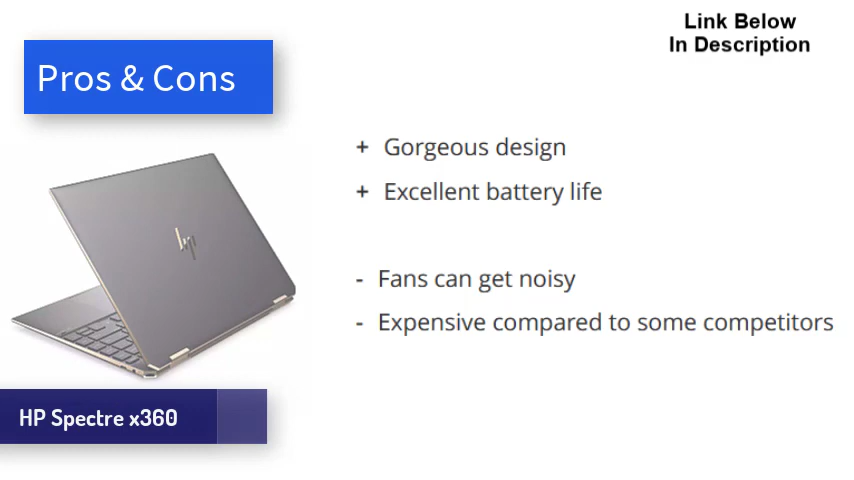 Link Below
In Description
Pros & Cons
+ Gorgeous design
+ Excellent battery life
- Fans can get noisy
- Expensive compared to some competitors
hp
HP Spectre x360